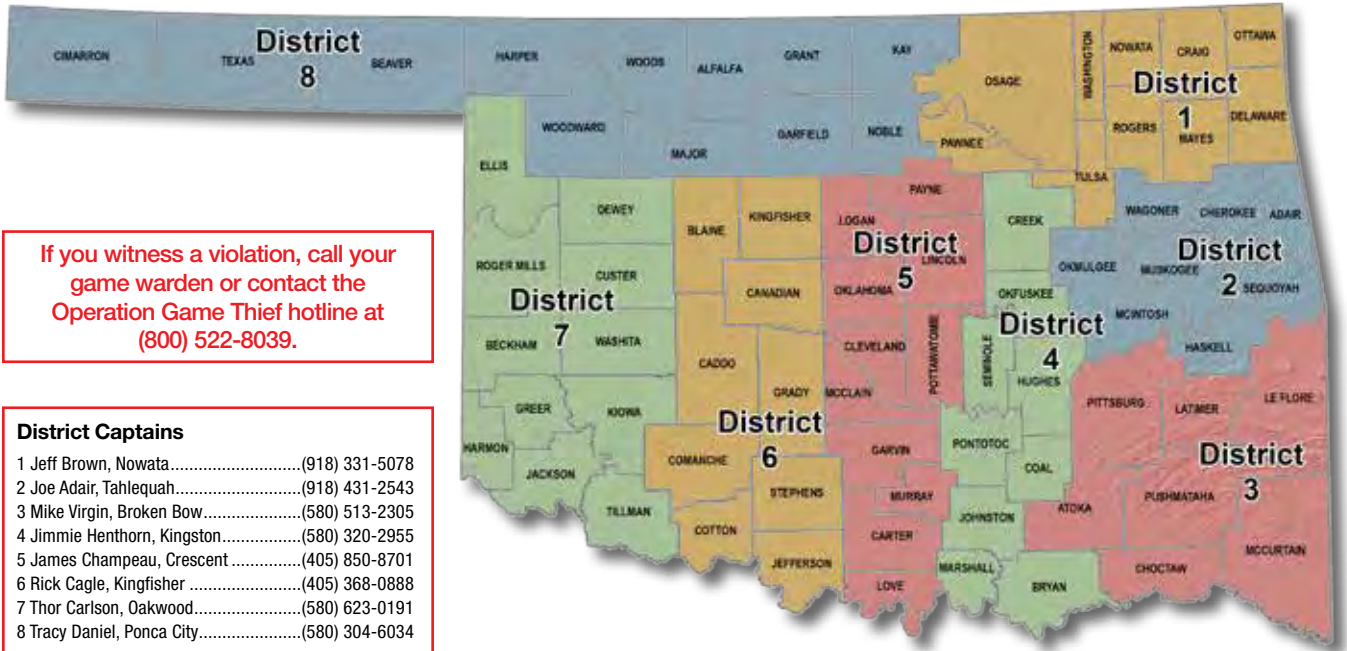 CIMARRON
TEXAS
District
8
BEAVER
HARPER
WOODS
ALFALFA
GRANT
KAY
WOODWARD
MAJOR
GARFIELD
NOBLE
OSAGE
WASHINGTON
NOWATA
CRAIG
OTTAWA
District
1
ROGERS
MAYES
DELAWARE
PAWNEE
TULSA
ELLIS
DEWEY
ROGER MILLS
CUSTER
District
7
BECKHAM
WASHITA
GREER
KIOWA
HARMON
JACKSON
TILLMAN
BLAINE
KINGFISHER
CANADIAN
CADDO
GRADY
District
6
COMANCHE
STEPHENS
COTTON
JEFFERSON
PAYNE
LOGAN
District
5
LINCOLN
OKLAHOMA
CLEVELAND
POTTAWATOMIE
MCCLAIN
GARVIN
MURRAY
CARTER
LOVE
CREEK
OKFUSKEE
District
4
SEMINOLE
HUGHES
PONTOTOC
COAL
JOHNSTON
MARSHALL
BRYAN
WAGONER
CHEROKEE
ADAIR
District
2
OKMULGEE
MUSKOGEE
SEQUOYAH
MCINTOSH
HASKELL
PITTSBURG
LATIMER
LE FLORE
District
3
PUSHMATAHA
ATOKA
MCCURTAIN
CHOCTAW
If you witness a violation, call your
game warden or contact the
Operation Game Thief hotline at
(800) 522-8039.
District Captains
1 Jeff Brown, Nowata..............................(918) 331-5078
2 Joe Adair, Tahlequah............................(918) 431-2543
3 Mike Virgin, Broken Bow......................(580) 513-2305
4 Jimmie Henthorn, Kingston..................(580) 320-2955
5 James Champeau, Crescent ................(405) 850-8701
6 Rick Cagle, Kingfisher .........................(405) 368-0888
7 Thor Carlson, Oakwood........................(580) 623-0191
8 Tracy Daniel, Ponca City......................(580) 304-6034